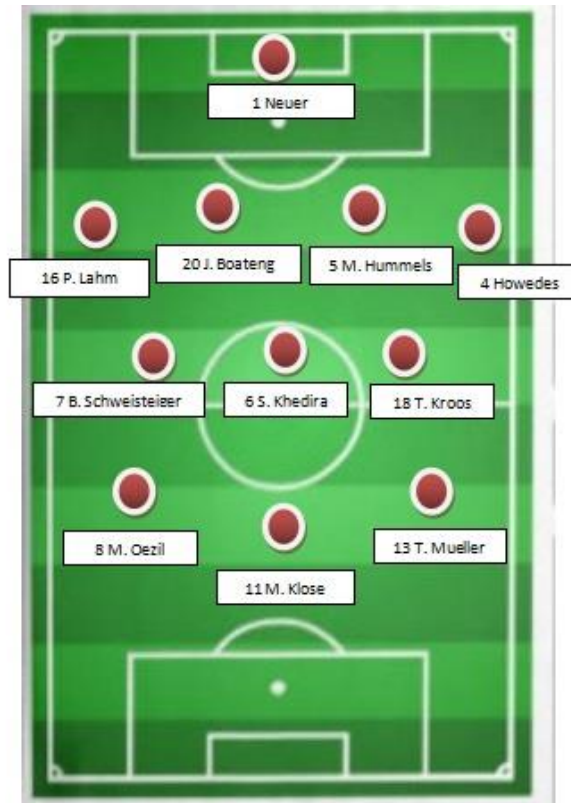 1 Neuer
20 J. Boateng
5 M. Hummels
16 P. Lahm
4 Howedes
7 B. Schweisteiger
6 S. Khedira
18 T. Kroos
8 M. Oezil
13 T. Mueller
11 M. Klose